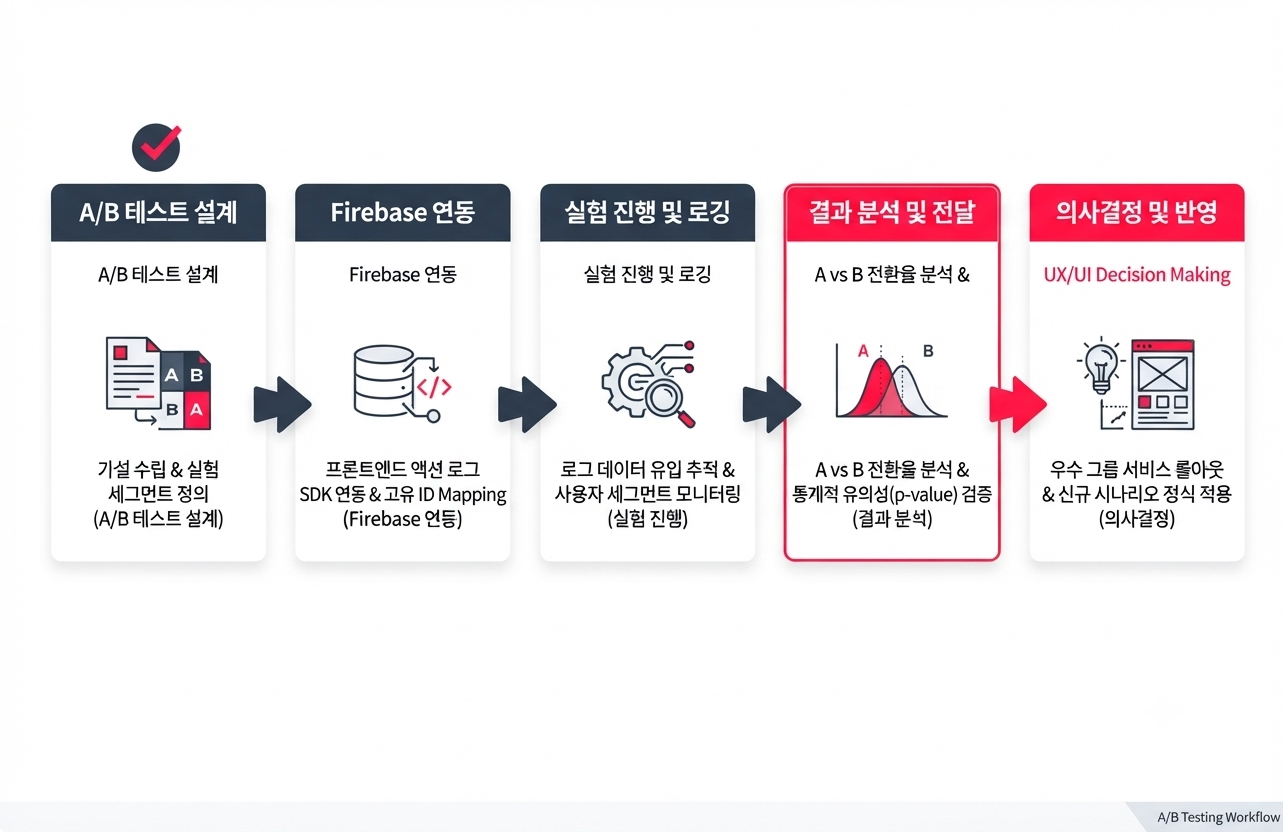 A/B 테스트 설계
A/B 테스트 설계
A B
B A
기설 수립 & 실험
세그먼트 정의
(A/B 테스트 설계)
Firebase 연동
Firebase 연동
</>
프론트엔드 액션 로그
SDK 연동 & 고유 ID Mapping
(Firebase 연등)
실험 진행 및 로깅
실험 진행 및 로깅
로그 데이터 유입 추적 &
사용자 세그먼트 모니터링
(실험 진행)
결과 분석 및 전달
A vs B 전환율 분석 &
A B
A vs B 전환율 분석 &
통계적 유의성(p-value) 검증
(결과 분석)
의사결정 및 반영
UX/UI Decision Making
우수 그룹 서비스 롤아웃
& 신규 시나리오 정식 적용
(의사결정)
A/B Testing Workflow